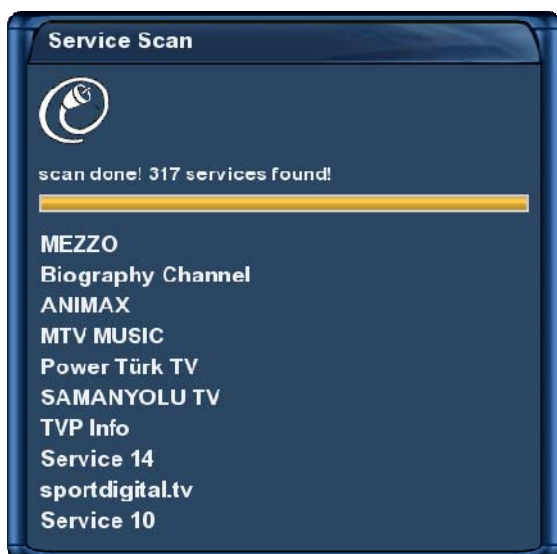 Service Scan
scan done! 317 services found!
MEZZO
Biography Channel
ANIMAX
MTV MUSIC
Power Türk TV
SAMANYOLU TV
TVP Info
Service 14
sportdigital.tv
Service 10